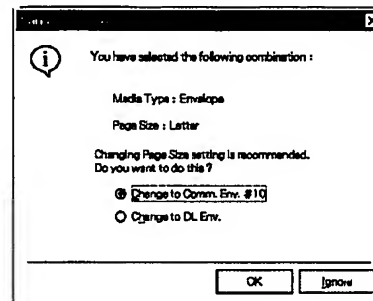 You have selected the following combination :
Media Type : Envelope
Page Size : Letter
Changing Page Size setting is recommended.
Do you want to do this ?
Change to Comm. Env. #10
Change to DL Env.
OK
Ignore